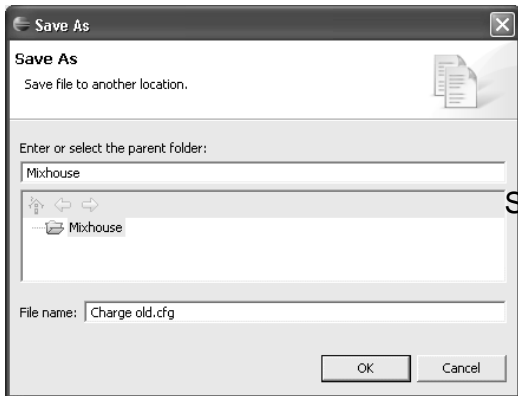 Save As
Save As
Save file to another location.
Enter or select the parent folder:
Mixhouse
S
Mixhouse
File name: Charge old.cfg
OK Cancel